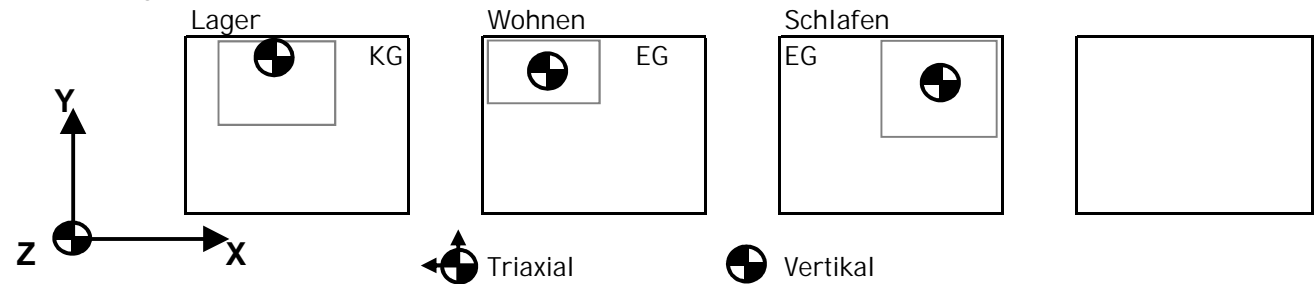 Lager Wohnen Schlafen
KG EG EG
Y
Z X
Triaxial Vertikal